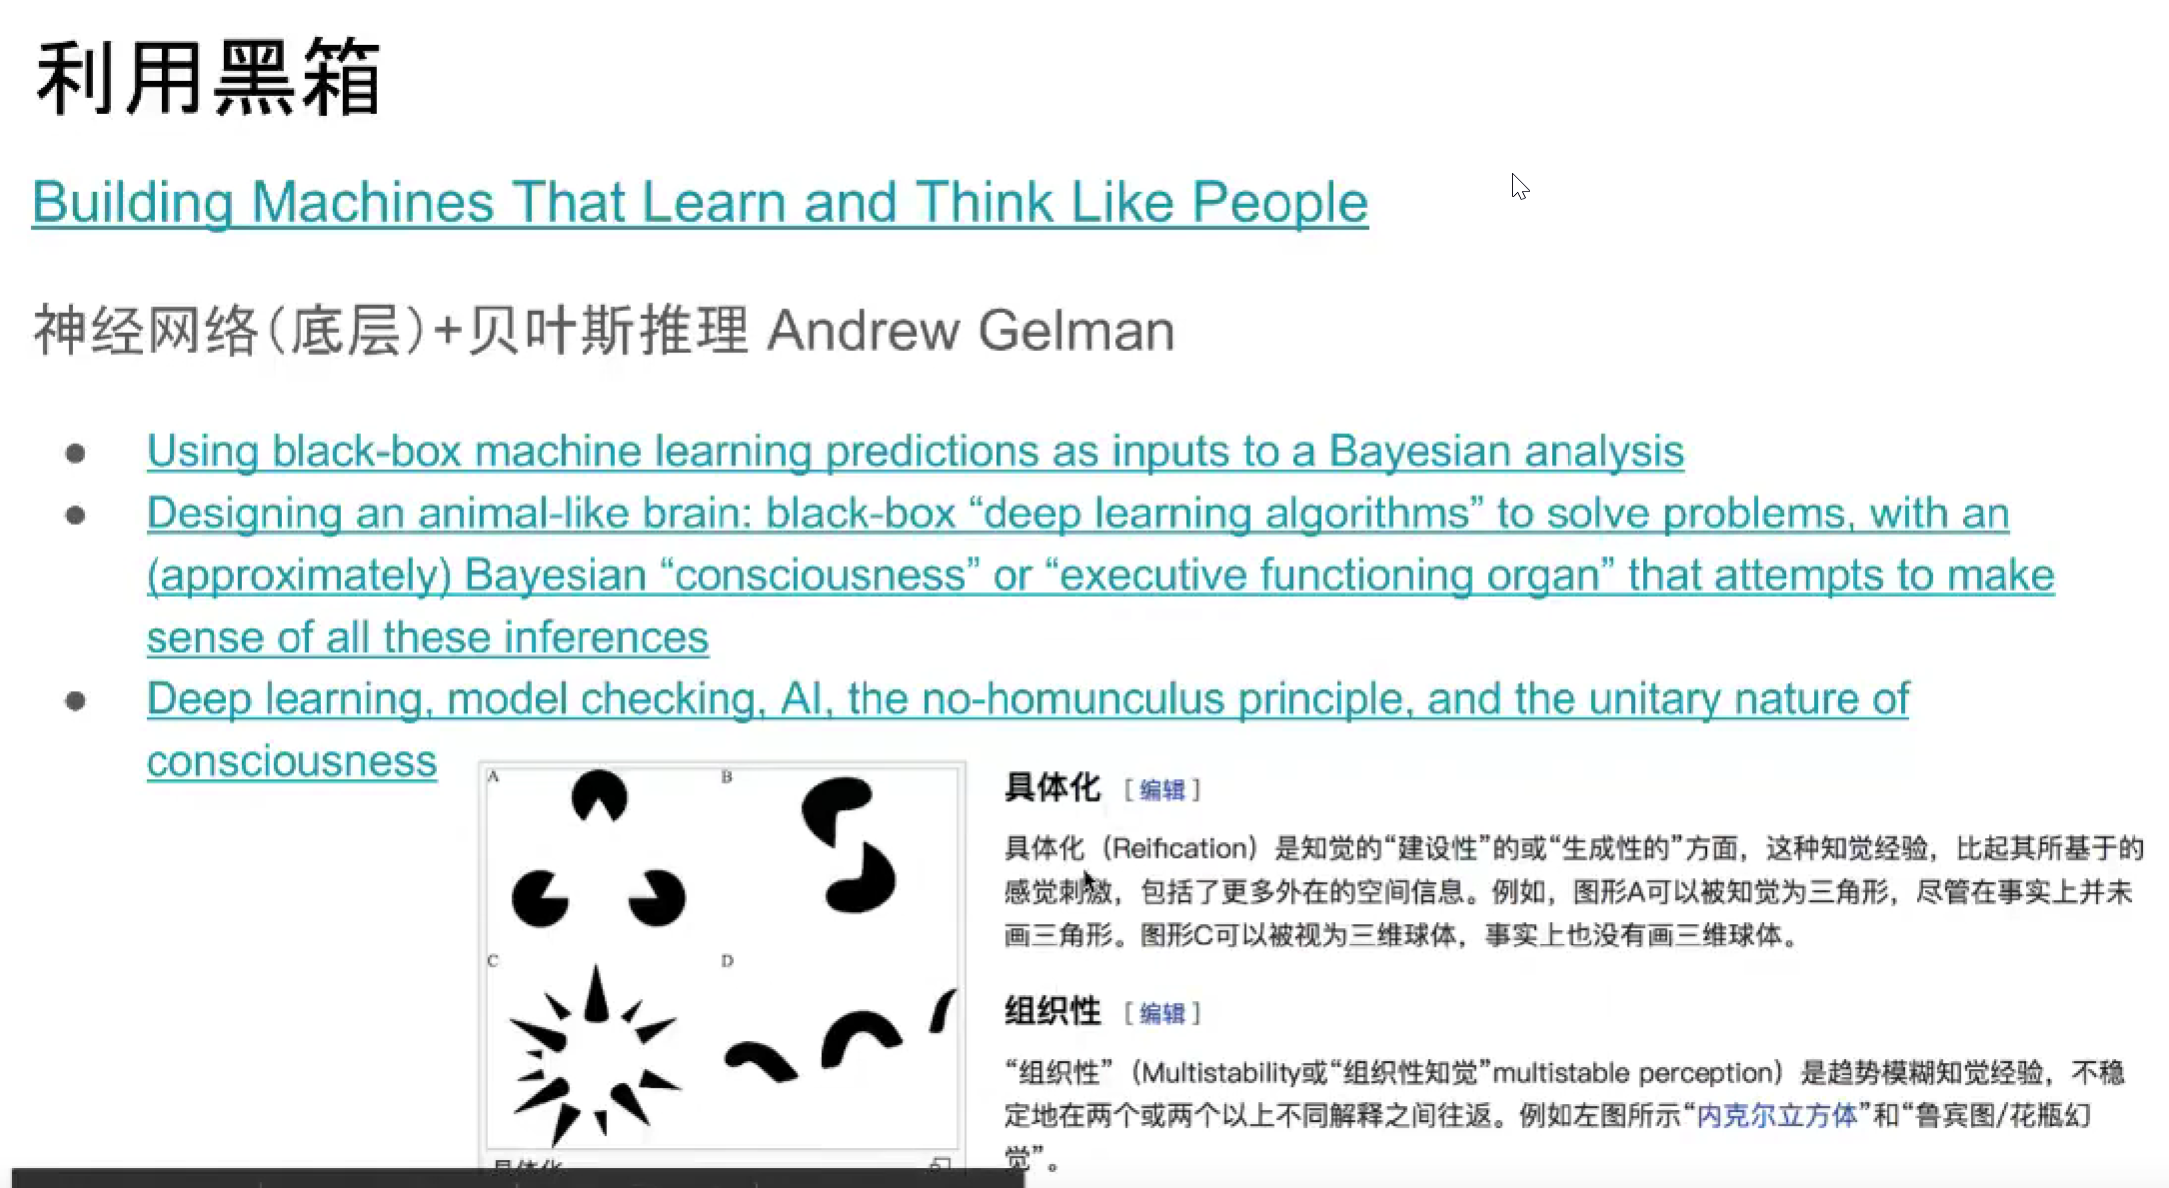 利用黑箱
Building Machines That Learn and Think Like People
神经网络（底层）+贝叶斯推理 Andrew Gelman
● Using black-box machine learning predictions as inputs to a Bayesian analysis
● Designing an animal-like brain: black-box “deep learning algorithms” to solve problems, with an
(approximately) Bayesian “consciousness” or “executive functioning organ” that attempts to make
sense of all these inferences
● Deep learning, model checking, AI, the no-homunculus principle, and the unitary nature of
consciousness
A
B
C
D
具体化
具体化 [编辑]
具体化（Reification）是知觉的“建设性”的或“生成性的”方面，这种知觉经验，比起其所基于的
感觉刺激，包括了更多外在的空间信息。例如，图形A可以被知觉为三角形，尽管在事实上并未
画三角形。图形C可以被视为三维球体，事实上也没有画三维球体。
组织性 [编辑]
“组织性”（Multistability或“组织性知觉”multistable perception）是趋势模糊知觉经验，不稳
定地在两个或两个以上不同解释之间往返。例如左图所示“内克尔立方体”和“鲁宾图/花瓶幻
觉”。